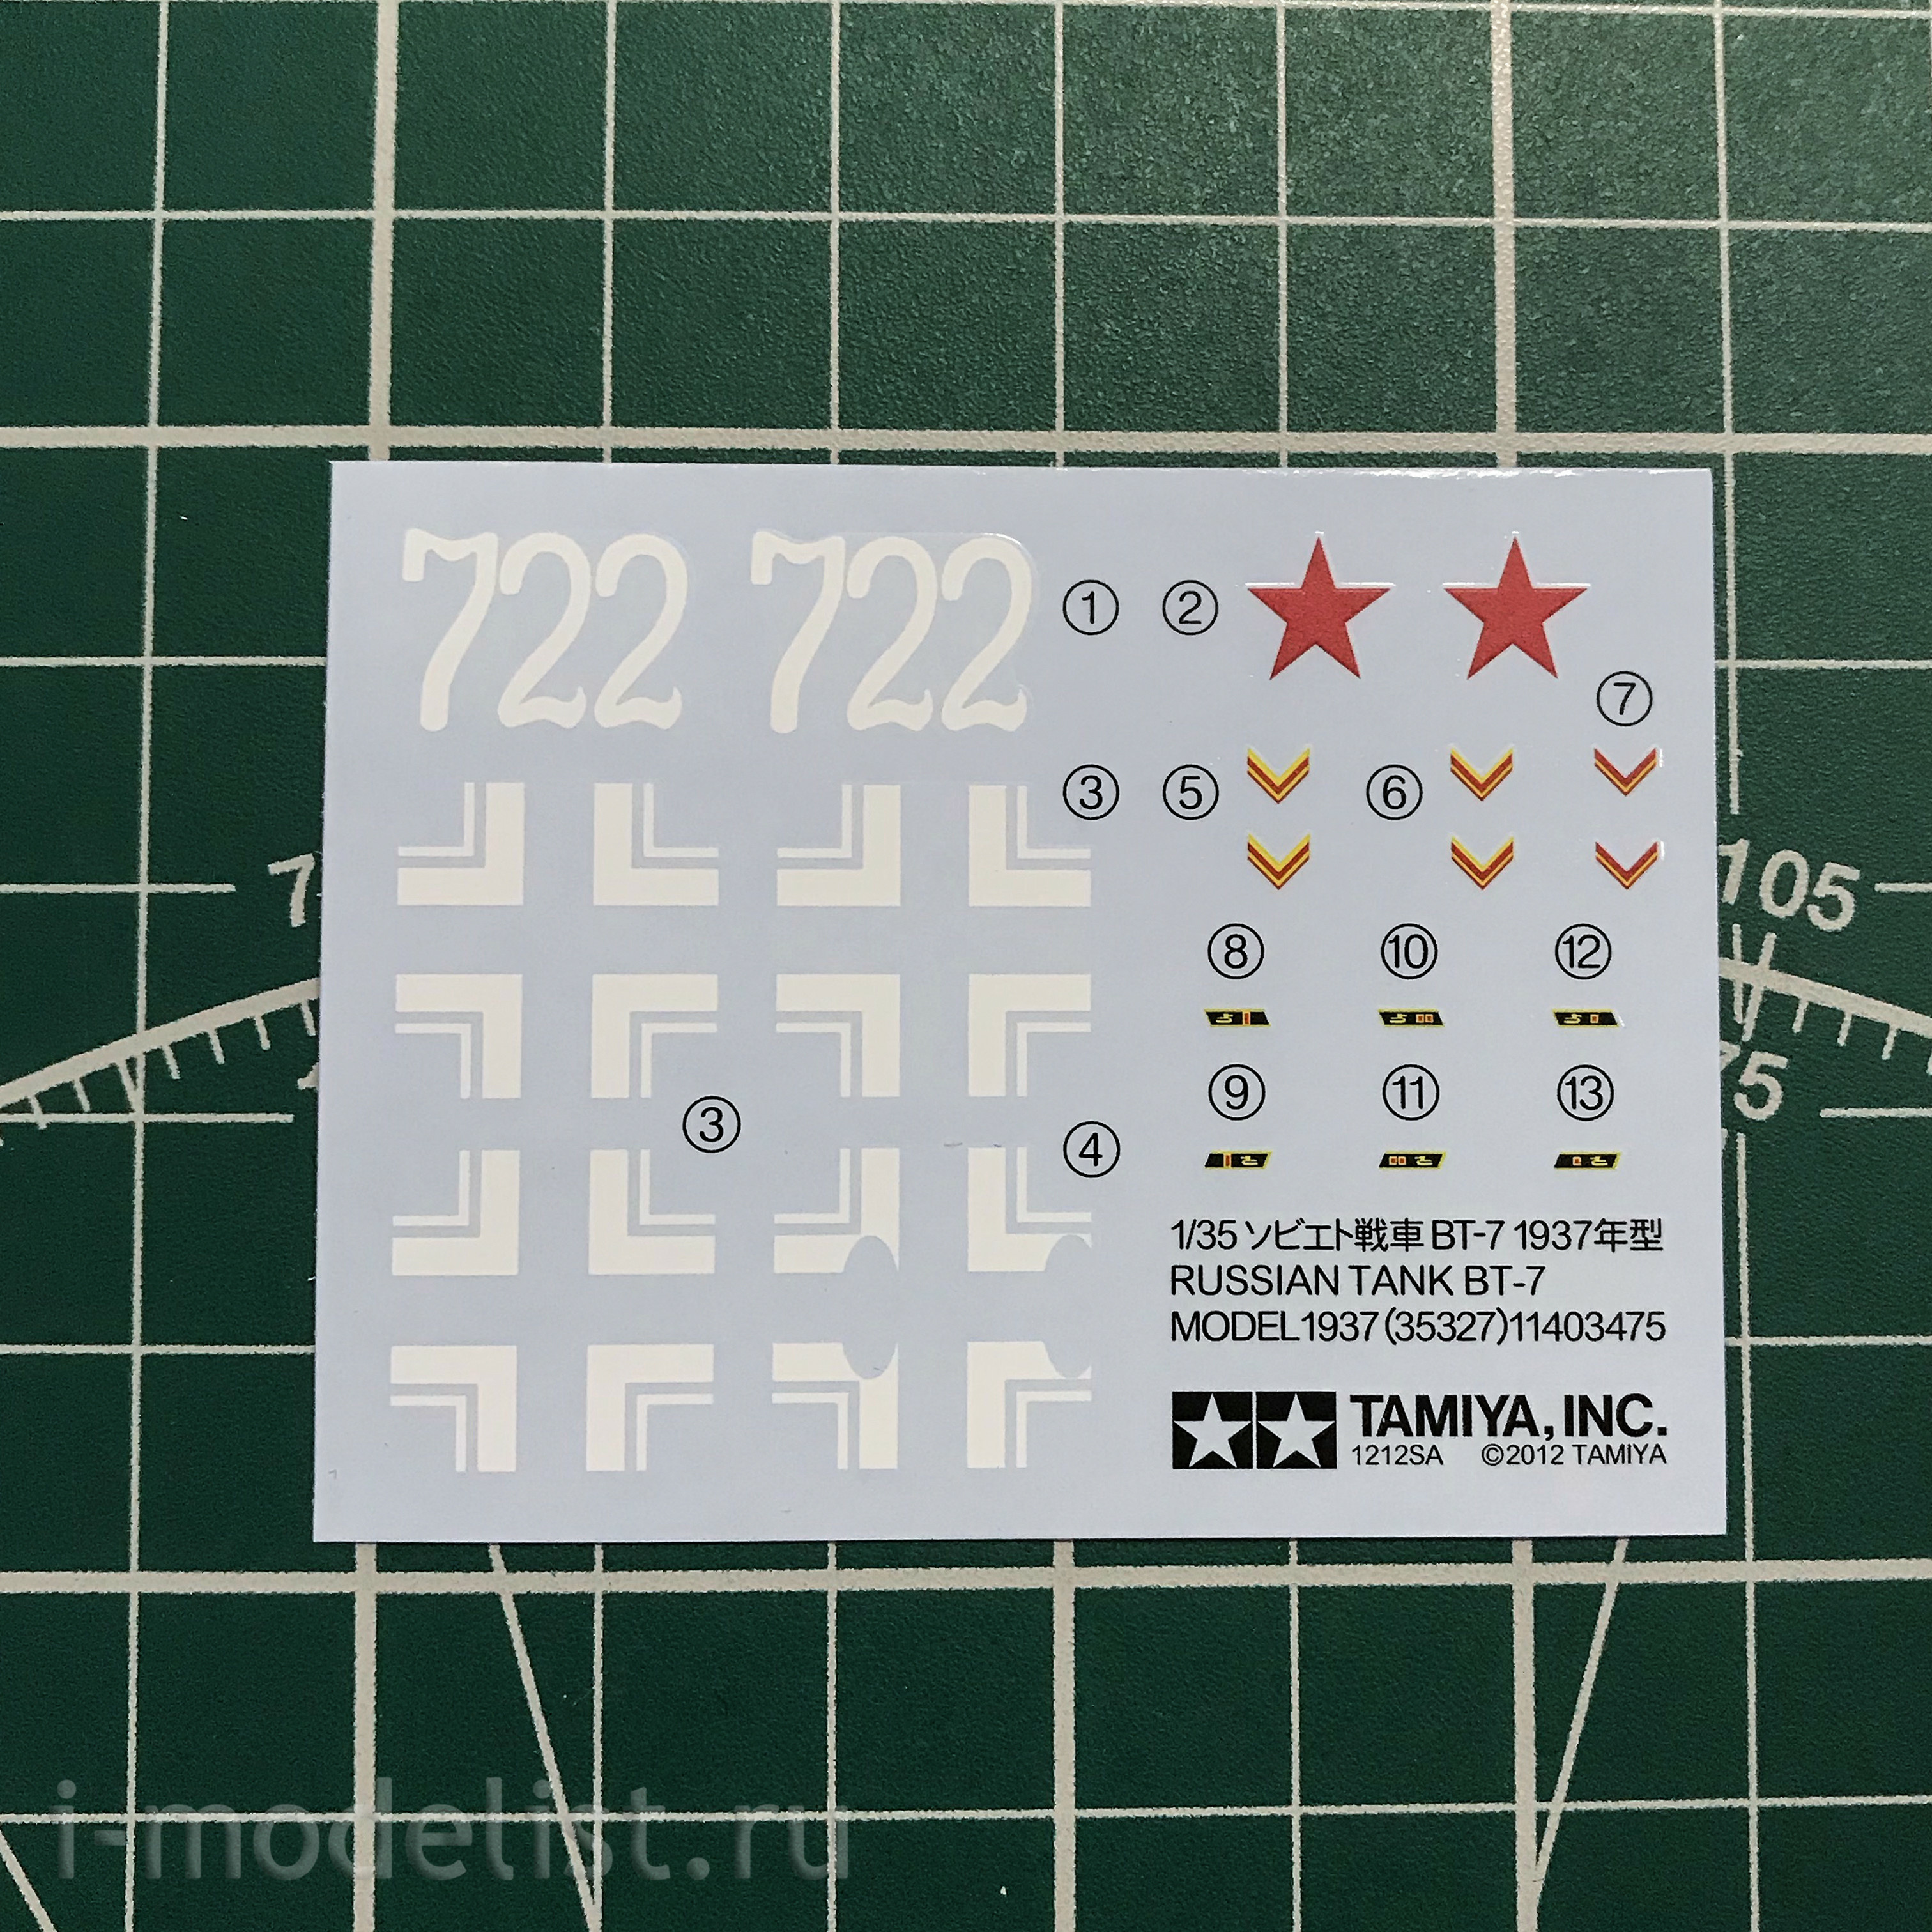 722 722 ① ②
⑦
③ ⑤ ⑥
105
⑧ ⑩ ⑫
⑨ ⑪ ⑬
75
③ ④
1/35 ソビエト戦車 BT-7 1937年型
RUSSIAN TANK BT-7
MODEL1937(35327)11403475
TAMIYA, INC.
1212SA ©2012 TAMIYA
i-modelist.ru